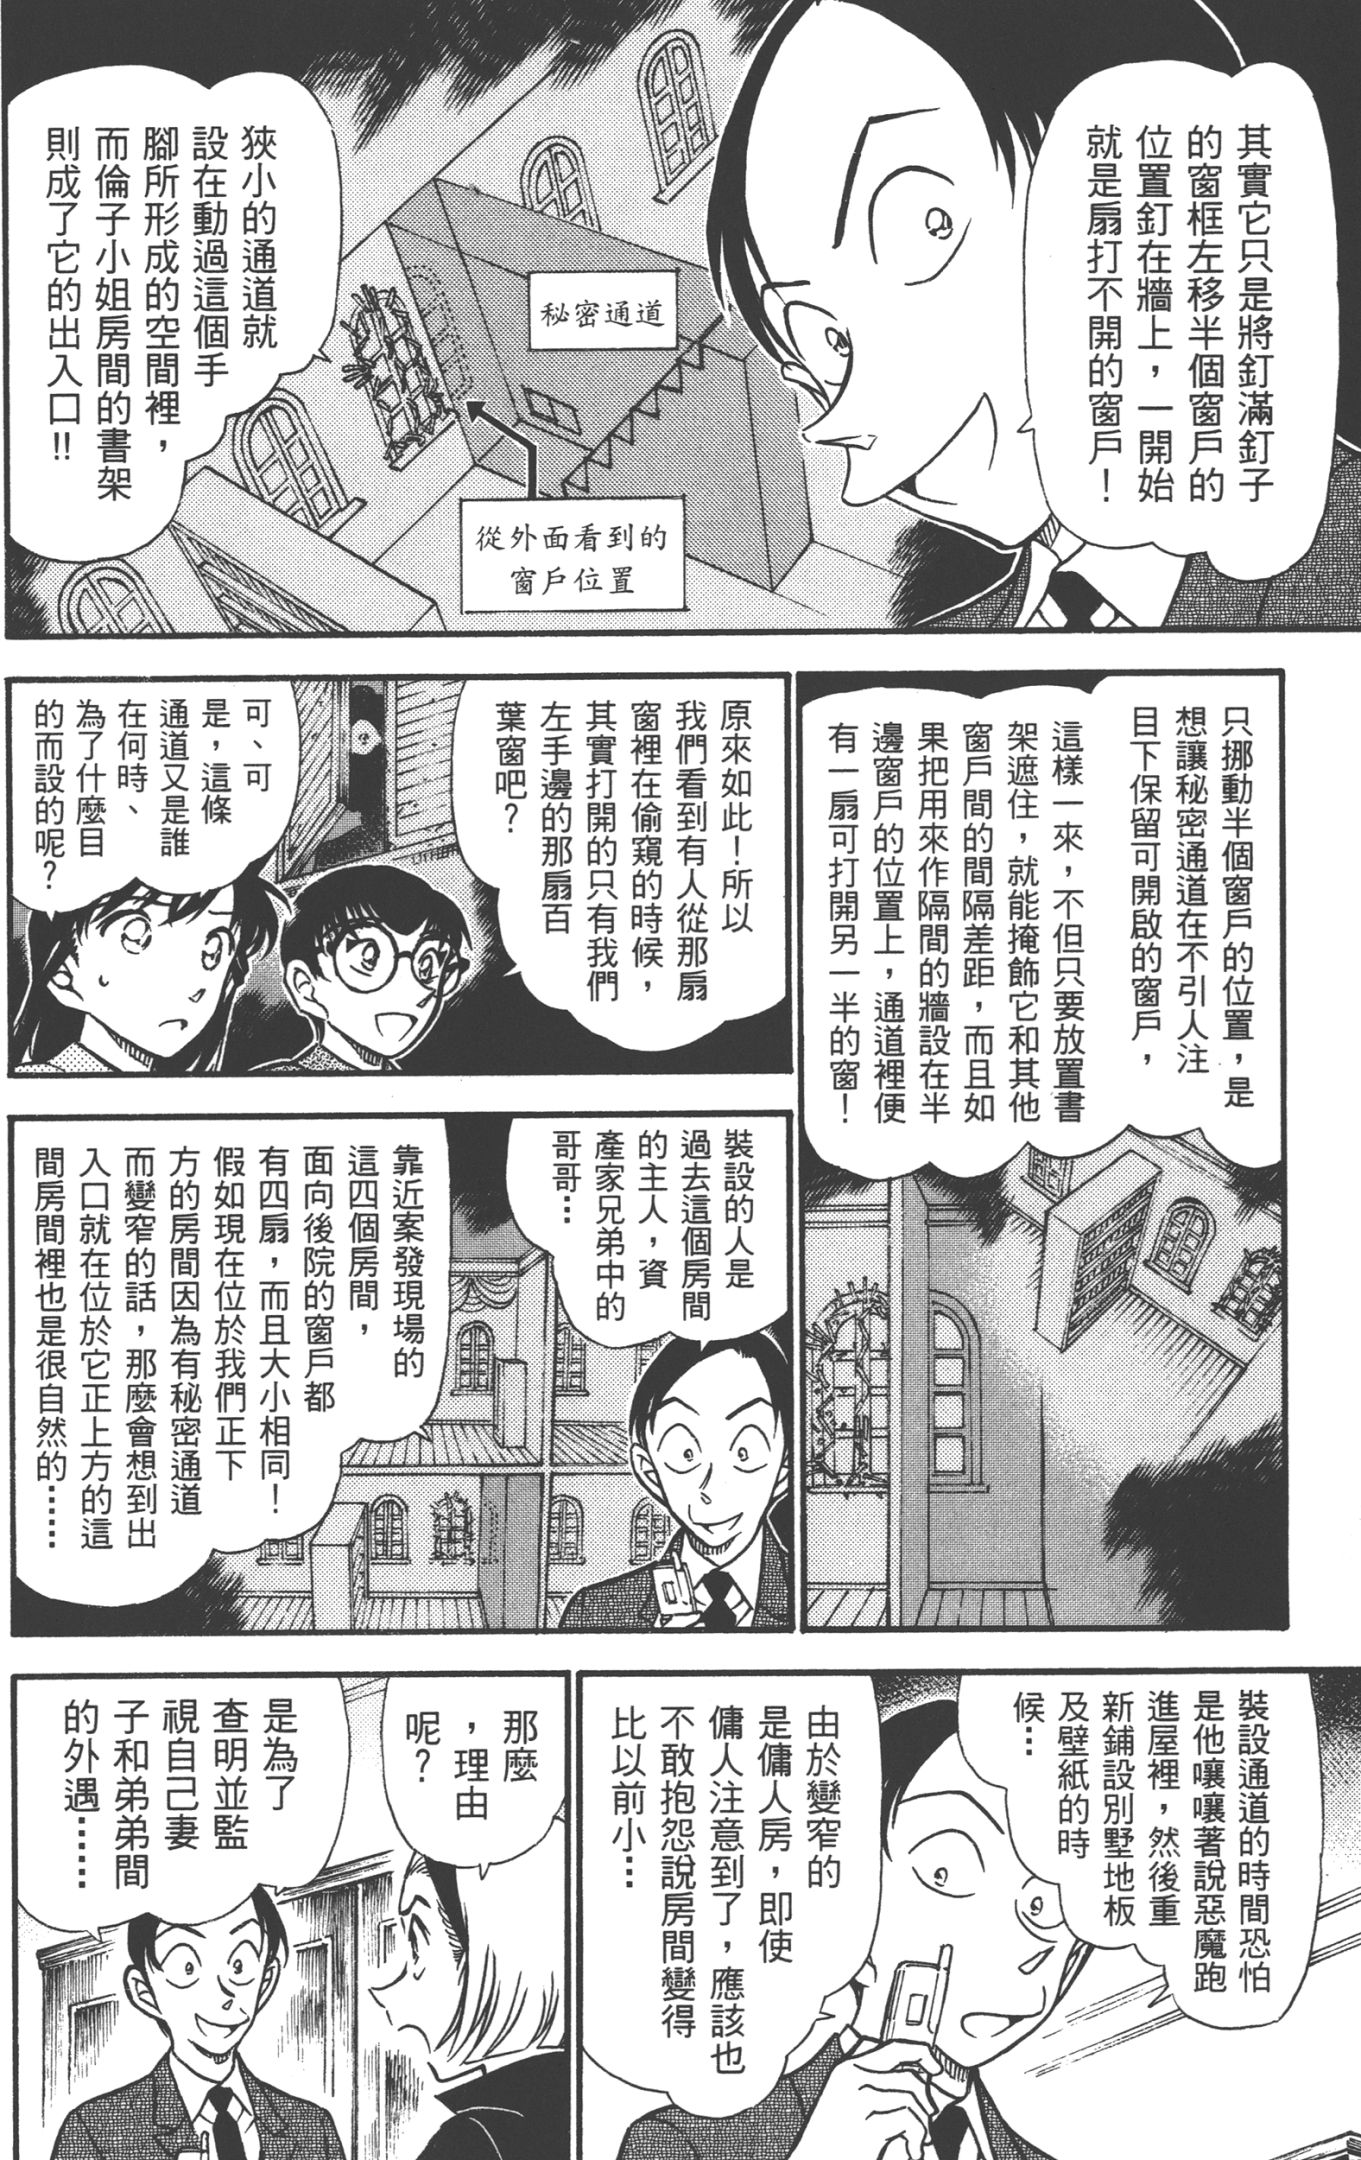 其實它只是將釘滿釘子
的窗框左移半個窗戶的
位置釘在牆上，一開始
就是扇打不開的窗戶！
秘密通道
從外面看到的
窗戶位置
狹小的通道就
設在動過這個手
腳所形成的空間裡，
而倫子小姐房間的書架
則成了它的出入口!!
只挪動半個窗戶的位置，是
想讓秘密通道在不引人注
目下保留可開啟的窗戶，
這樣一來，不但只要放置書
架遮住，就能掩飾它和其他
窗戶間的間隔差距，而且如
果把用來作隔間的牆設在半
邊窗戶的位置上，通道裡便
有一扇可打開另一半的窗！
原來如此！所以
我們看到有人從那扇
窗裡在偷窺的時候，
其實打開的只有我們
左手邊的那扇百
葉窗吧？
可、可
是，這條
通道又是誰
在何時、
為了什麼目
的而設的呢？
裝設的人是
過去這個房間
的主人，資
產家兄弟中的
哥哥…
靠近案發現場的
這四個房間，
面向後院的窗戶都
有四扇，而且大小相同！
假如現在位於我們正下
方的房間因為有秘密通道
而變窄的話，那麼會想到出
入口就在位於它正上方的這
間房間裡也是很自然的……
裝設通道的時間恐怕
是他嚷嚷著說惡魔跑
進屋裡，然後重
新鋪設別墅地板
及壁紙的時
候…
由於變窄的
是傭人房，即使
傭人注意到了，應該也
不敢抱怨說房間變得
比以前小…
那麼
，理由
呢？
是為了
查明並監
視自己妻
子和弟弟間
的外遇……